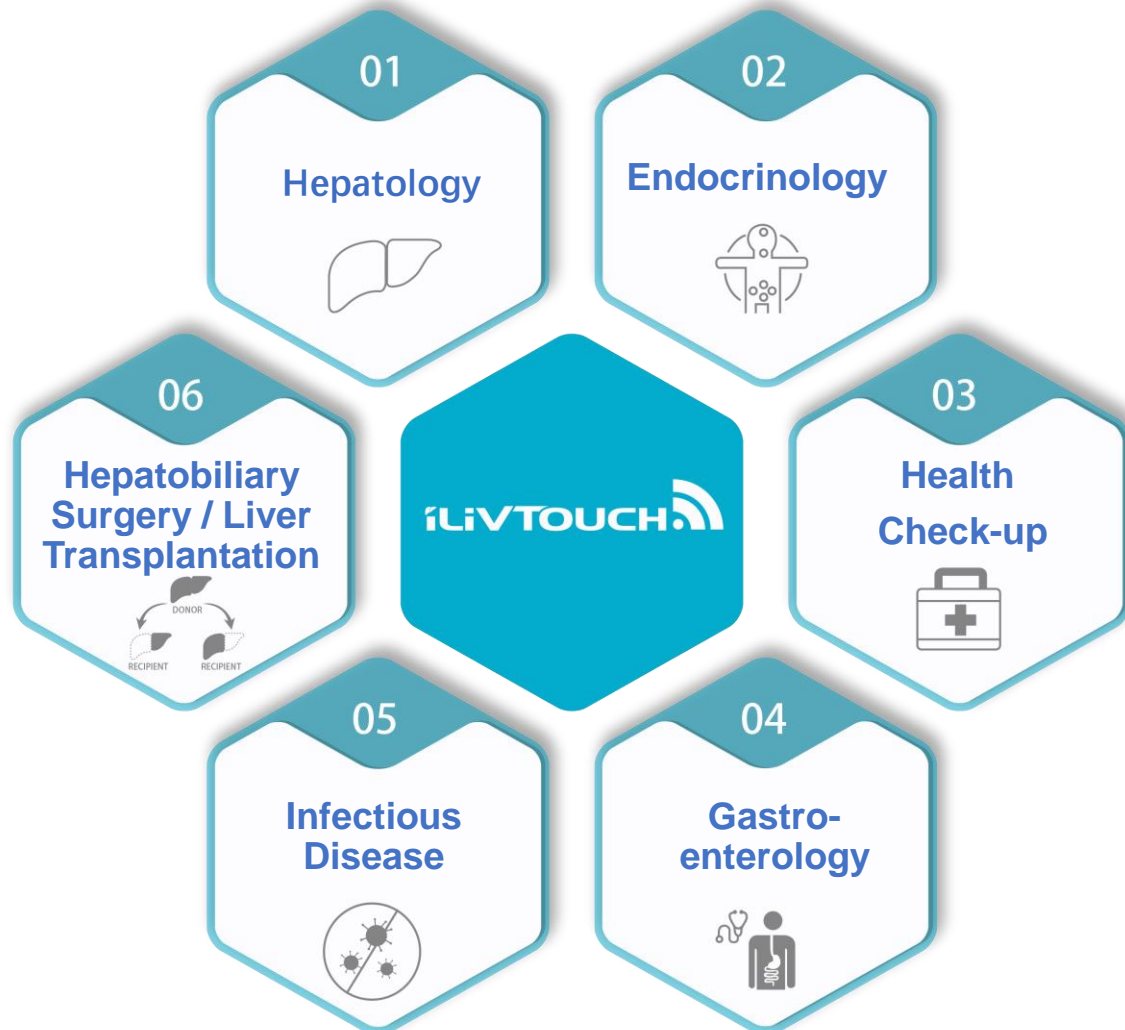 01
Hepatology
02
Endocrinology
03
Health
Check-up
04
Gastro-
enterology
05
Infectious
Disease
06
Hepatobiliary
Surgery / Liver
Transplantation
DONOR
RECIPIENT
RECIPIENT
iLiVTOUCH